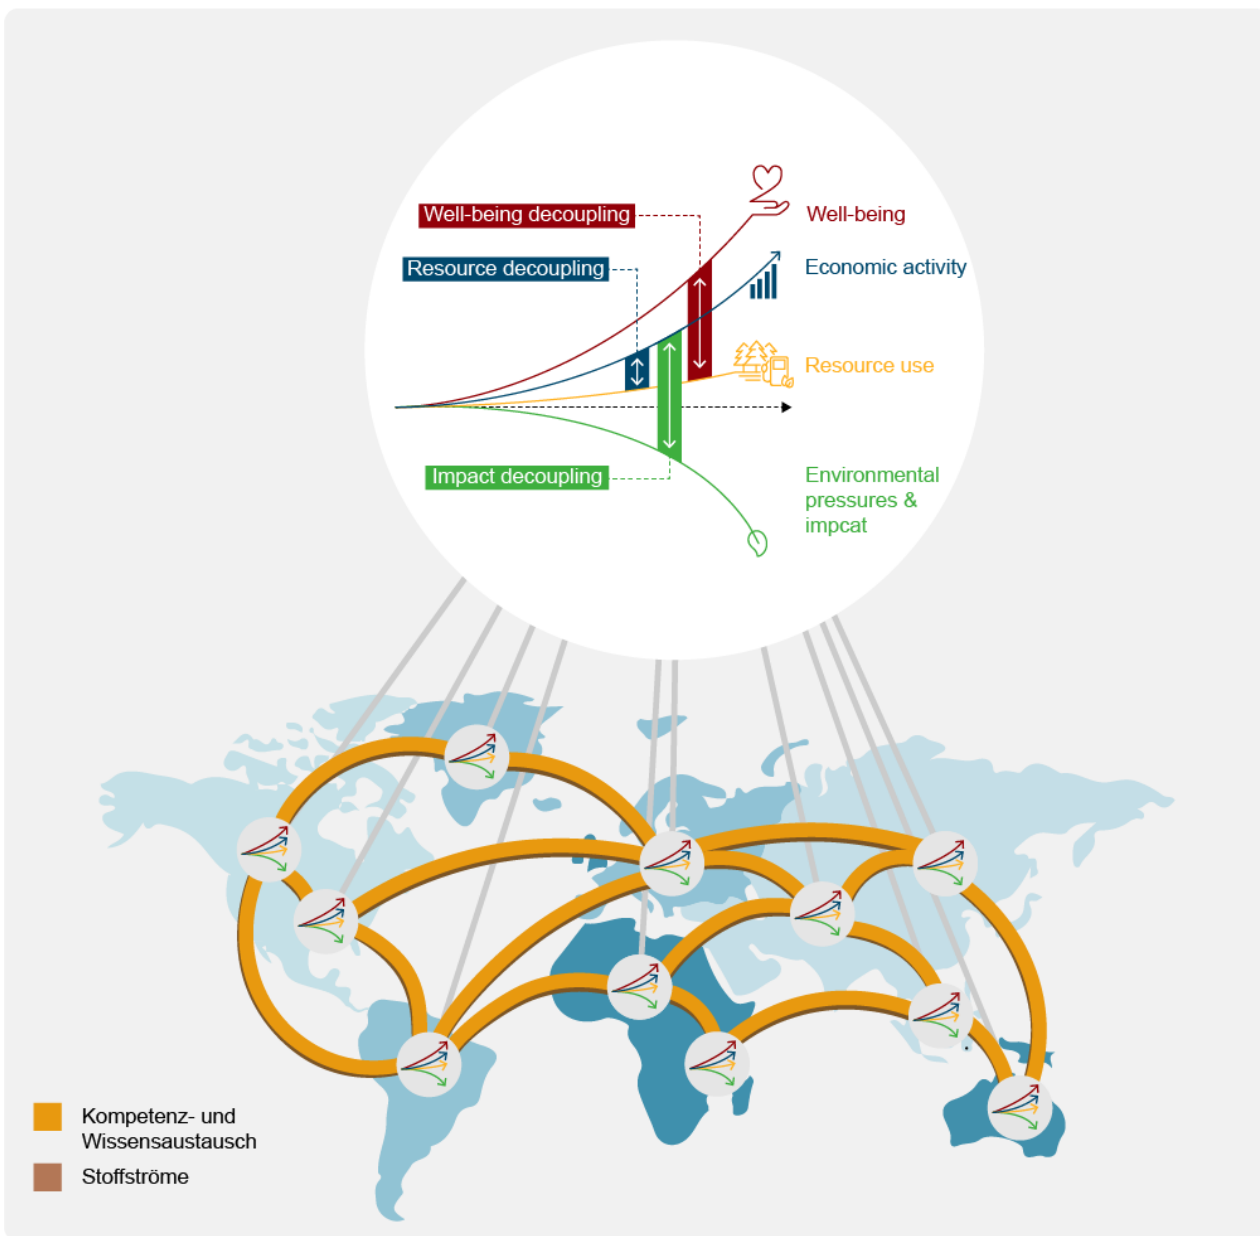 Well-being decoupling
Well-being
Resource decoupling
Economic activity
Resource use
Impact decoupling
Environmental
pressures &
impcat
Kompetenz- und
Wissensaustausch
Stoffströme